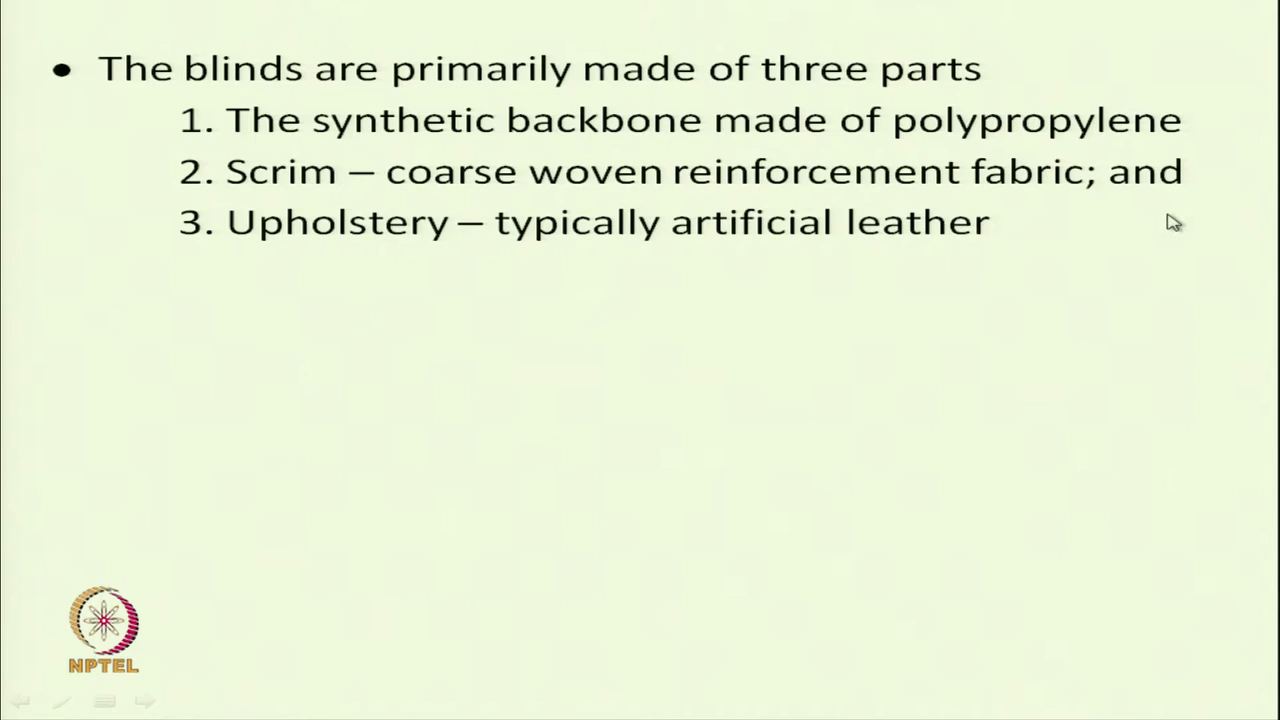 • The blinds are primarily made of three parts
1. The synthetic backbone made of polypropylene
2. Scrim – coarse woven reinforcement fabric; and
3. Upholstery – typically artificial leather
NPTEL